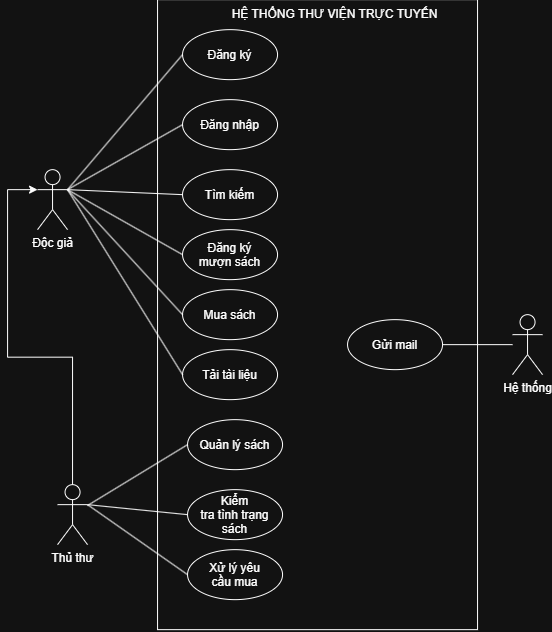 HỆ THỐNG THƯ VIỆN TRỰC TUYẾN
Đăng ký
Đăng nhập
Tìm kiếm
Độc giả
Đăng ký
mượn sách
Mua sách
Gửi mail
Hệ thống
Tải tài liệu
Quản lý sách
Kiểm
tra tình trạng
sách
Thủ thư
Xử lý yêu
cầu mua